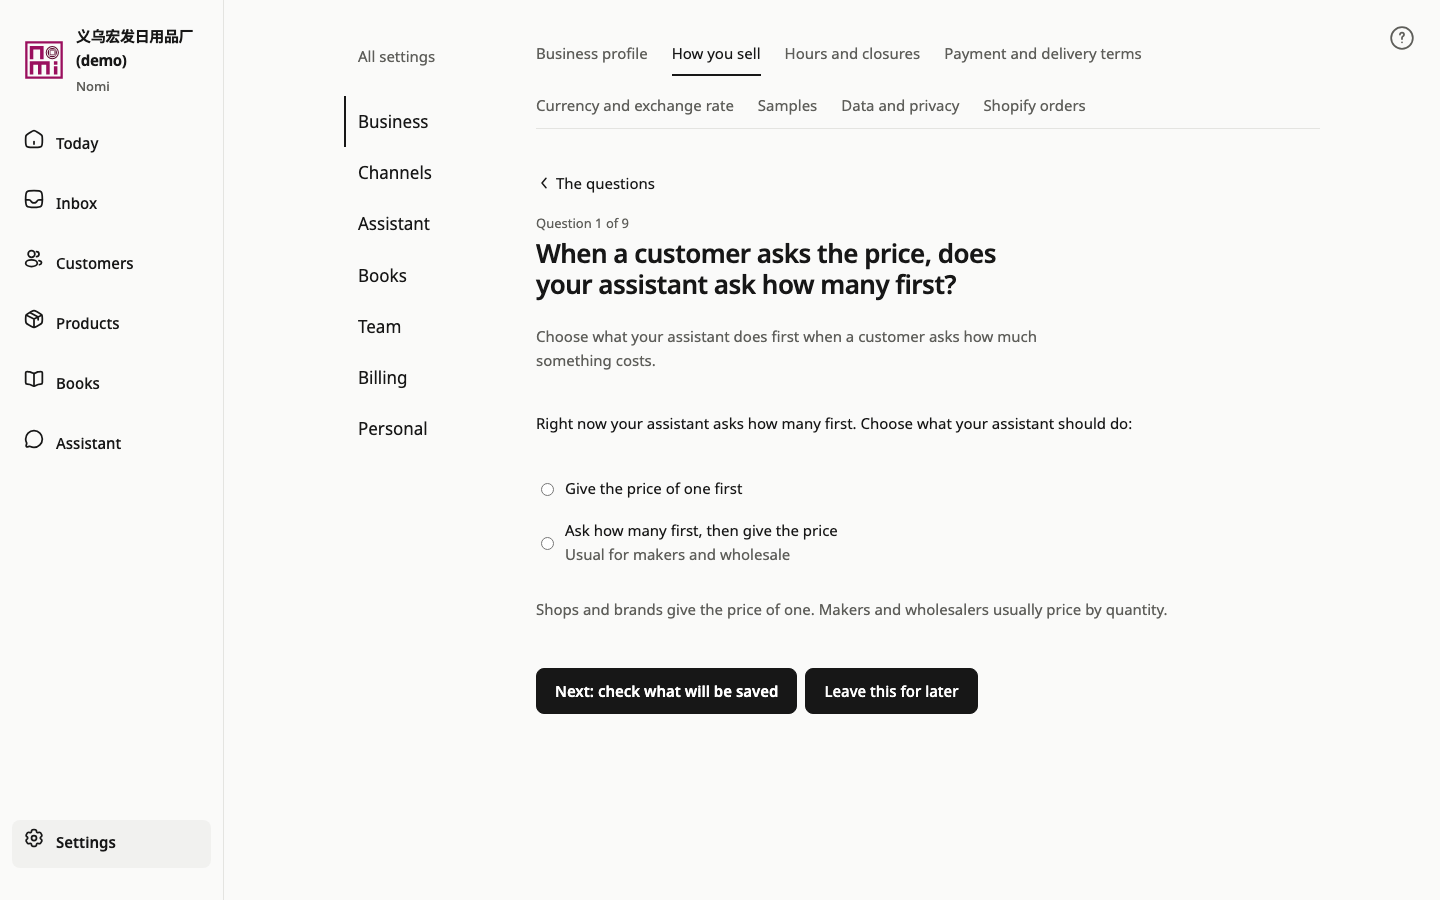 义乌宏发日用品厂
(demo)
Nomi
Today
Inbox
Customers
Products
Books
Assistant
Settings
All settings
Business
Channels
Assistant
Books
Team
Billing
Personal
Business profile
How you sell
Hours and closures
Payment and delivery terms
Currency and exchange rate
Samples
Data and privacy
Shopify orders
The questions
Question 1 of 9
When a customer asks the price, does
your assistant ask how many first?
Choose what your assistant does first when a customer asks how much
something costs.
Right now your assistant asks how many first. Choose what your assistant should do:
Give the price of one first
Ask how many first, then give the price
Usual for makers and wholesale
Shops and brands give the price of one. Makers and wholesalers usually price by quantity.
Next: check what will be saved
Leave this for later